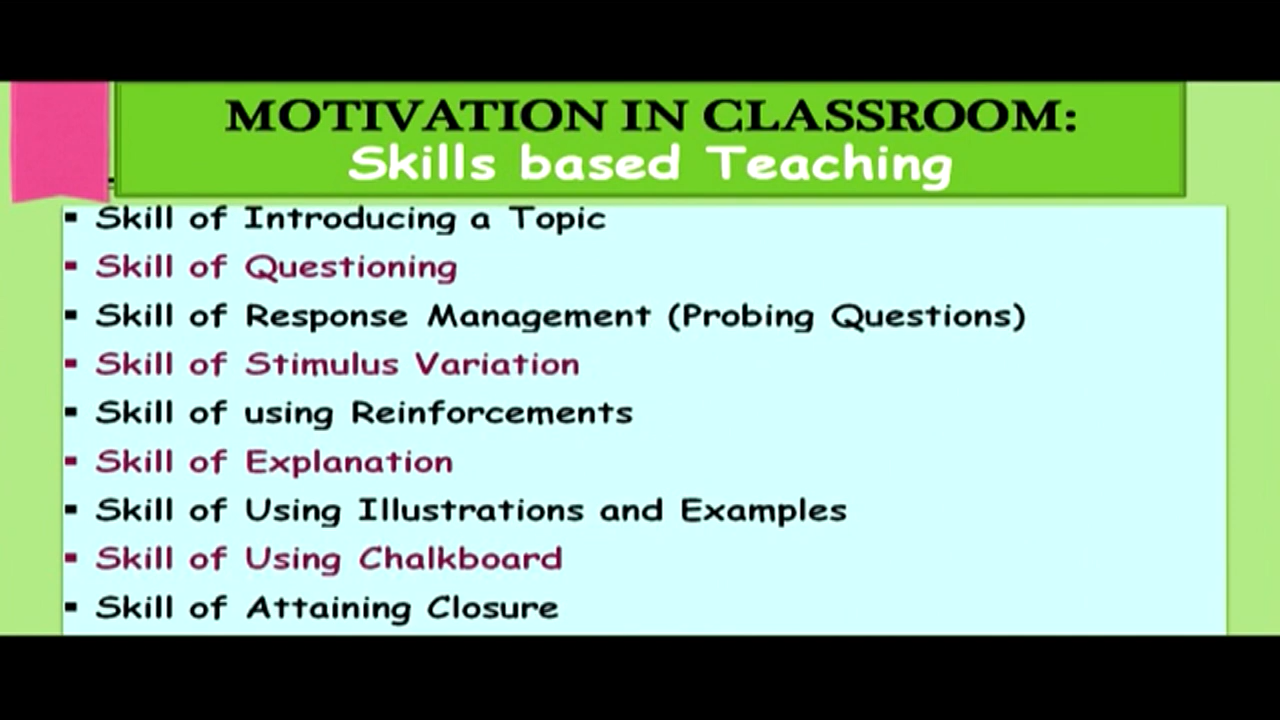 MOTIVATION IN CLASSROOM:
Skills based Teaching
▪ Skill of Introducing a Topic
▪ Skill of Questioning
▪ Skill of Response Management (Probing Questions)
▪ Skill of Stimulus Variation
▪ Skill of using Reinforcements
▪ Skill of Explanation
▪ Skill of Using Illustrations and Examples
▪ Skill of Using Chalkboard
▪ Skill of Attaining Closure